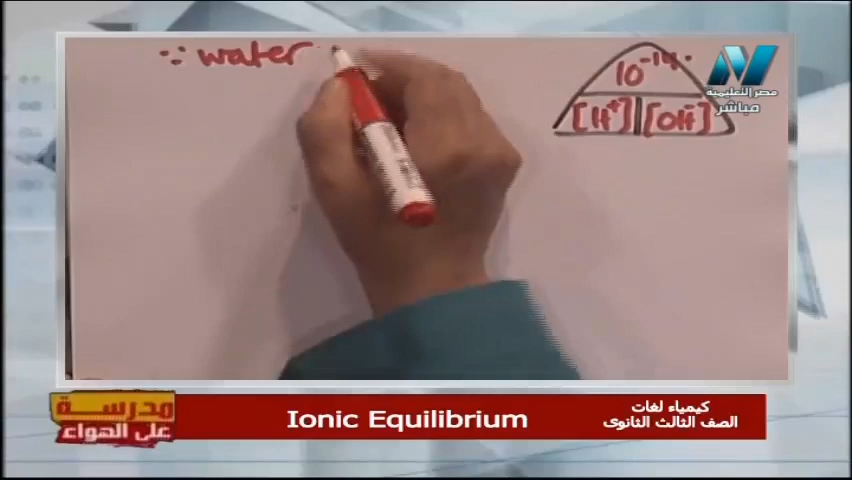 ∵ water
10⁻¹⁴
[H⁺] [OH⁻]
مصر التعليمية
مباشر
مدرسة
على الهواء
Ionic Equilibrium
كيمياء لغات
الصف الثالث الثانوى